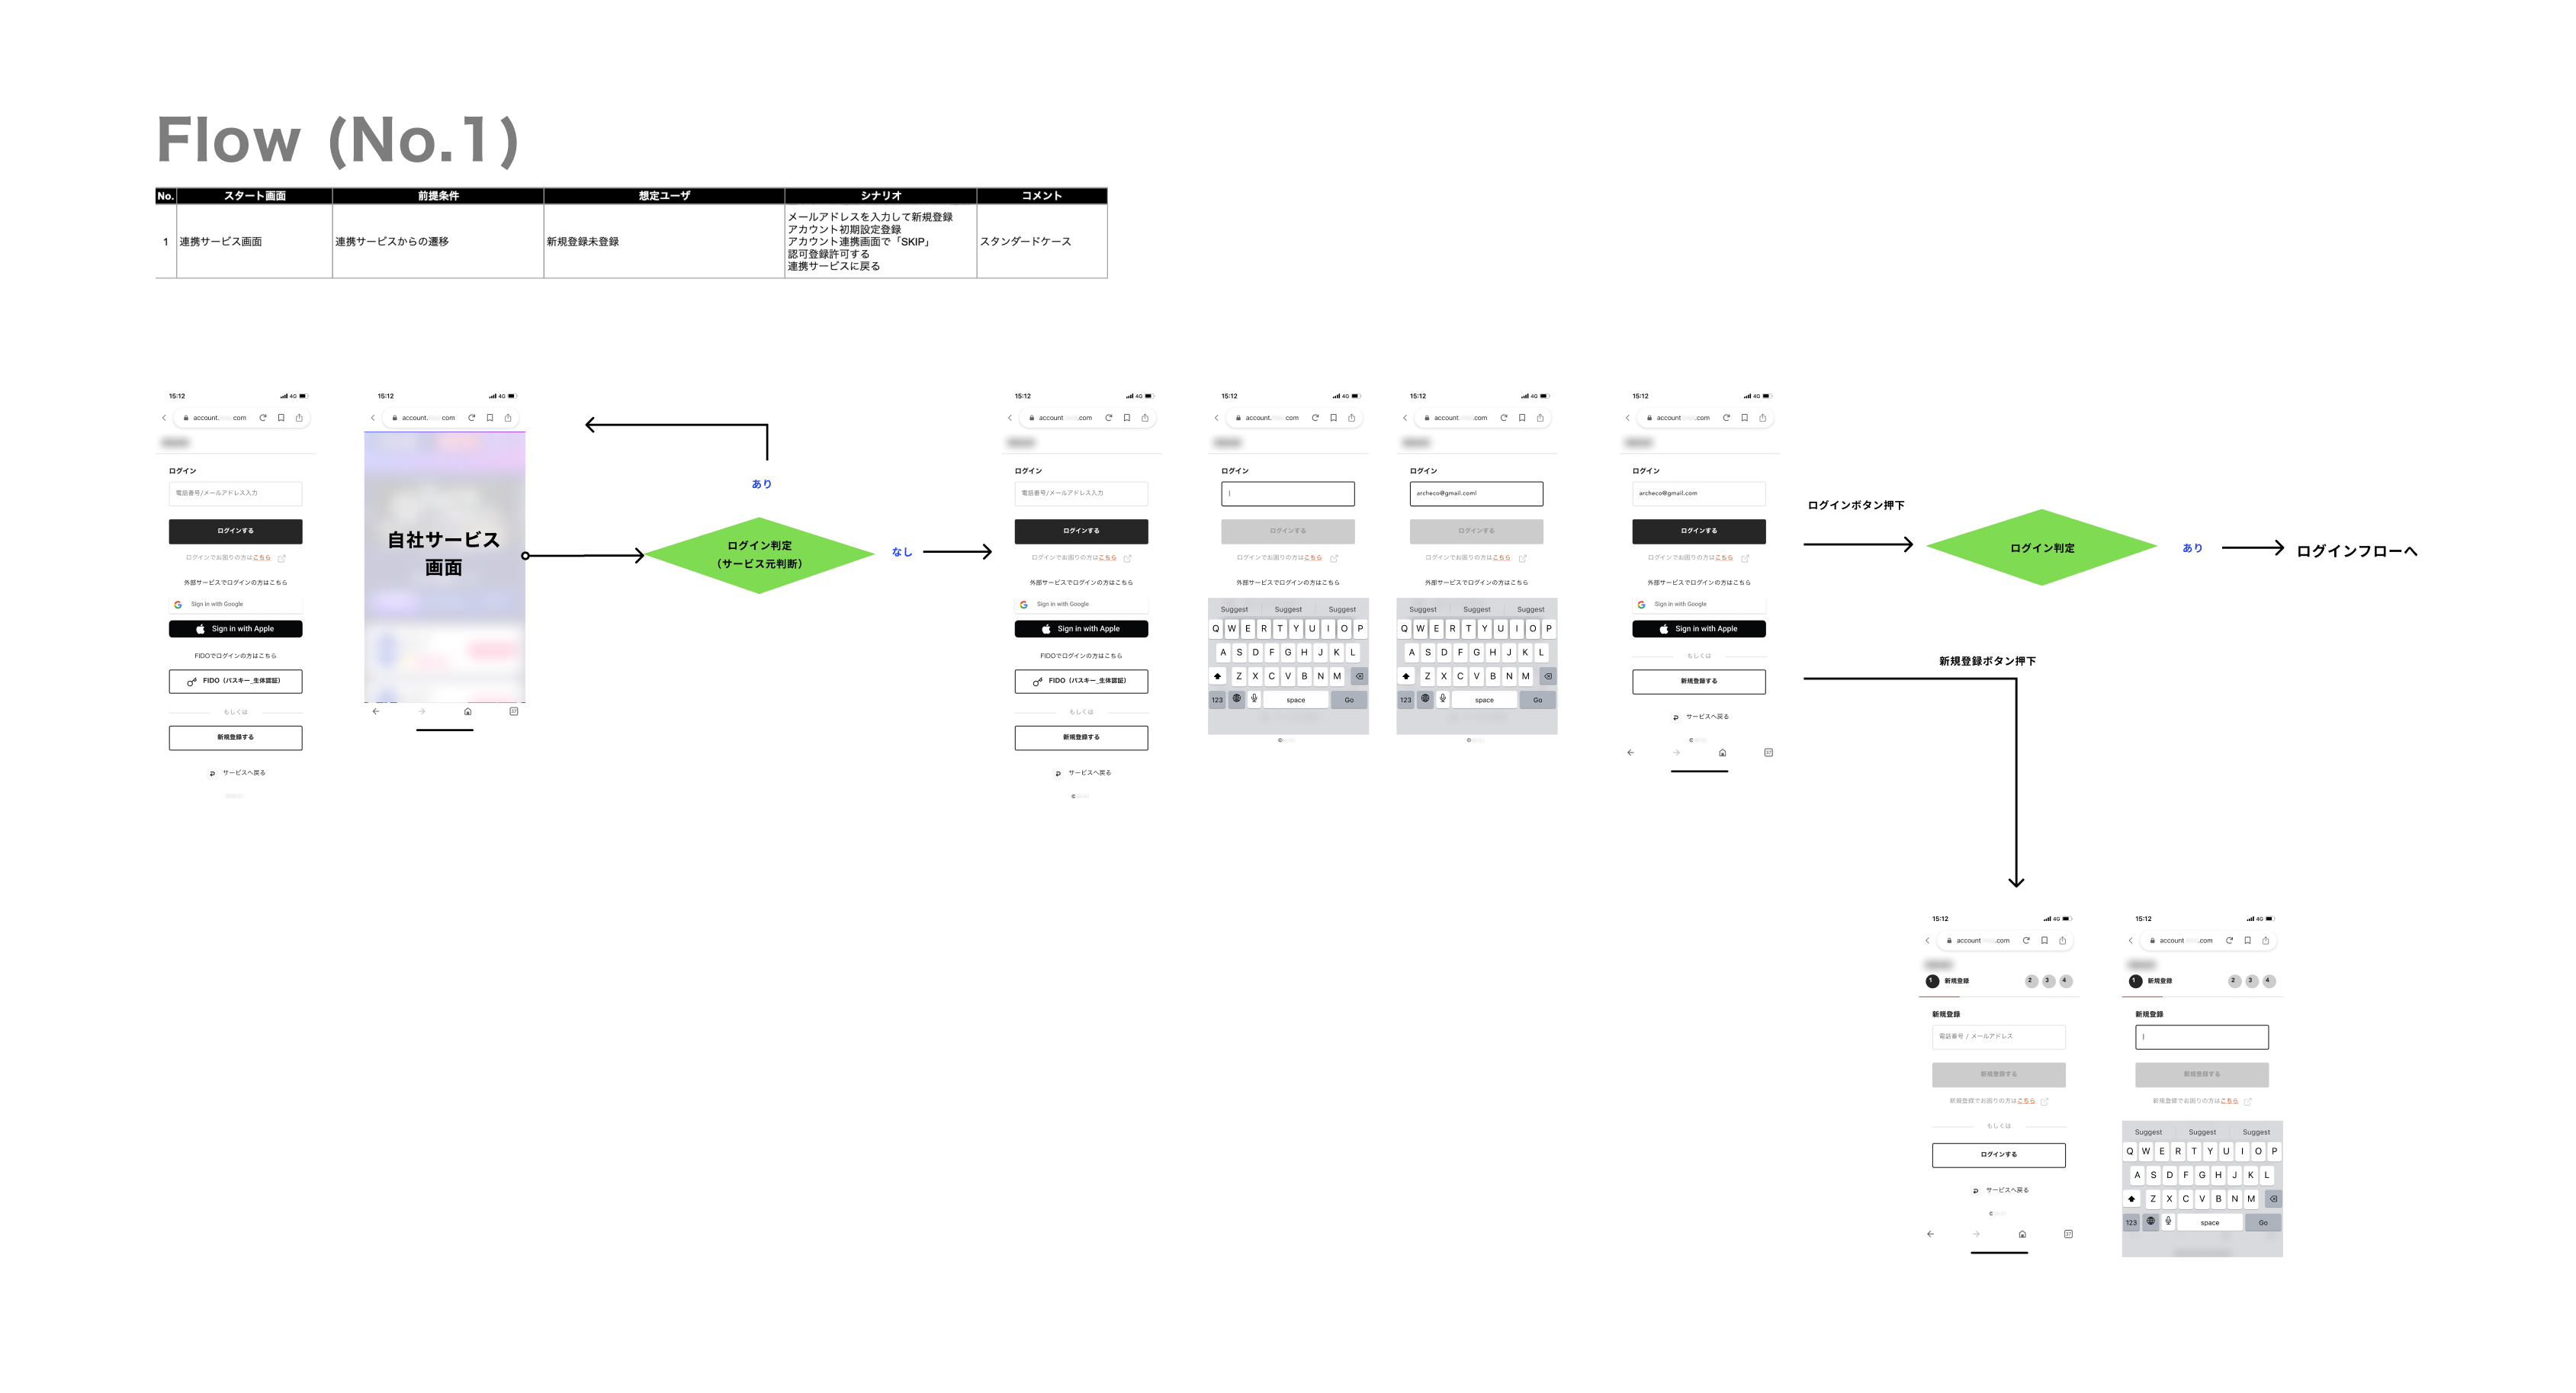 Flow (No.1)
No. スタート画面 前提条件 想定ユーザ シナリオ コメント
1 連携サービス画面 連携サービスからの遷移 新規登録未登録
メールアドレスを入力して新規登録
アカウント初期設定登録
アカウント連携画面で「SKIP」
認可登録許可する
連携サービスに戻る
スタンダードケース
15:12 4G
account. com
ログイン
電話番号/メールアドレス入力
ログインする
ログインでお困りの方はこちら
外部サービスでログインの方はこちら
Sign in with Google
Sign in with Apple
FIDOでログインの方はこちら
FIDO（パスキー_生体認証）
もしくは
新規登録する
サービスへ戻る
15:12 4G
account. com
自社サービス
画面
37
あり
ログイン判定
（サービス元判断）
なし
15:12 4G
account .com
ログイン
電話番号/メールアドレス入力
ログインする
ログインでお困りの方はこちら
外部サービスでログインの方はこちら
Sign in with Google
Sign in with Apple
FIDOでログインの方はこちら
FIDO（パスキー_生体認証）
もしくは
新規登録する
サービスへ戻る
©
15:12 4G
account. com
ログイン
ログインする
ログインでお困りの方はこちら
外部サービスでログインの方はこちら
Suggest Suggest Suggest
Q W E R T Y U I O P
A S D F G H J K L
Z X C V B N M
123 space Go
©
15:12 4G
account .com
ログイン
archeco@gmail.com
ログインする
ログインでお困りの方はこちら
外部サービスでログインの方はこちら
Suggest Suggest Suggest
Q W E R T Y U I O P
A S D F G H J K L
Z X C V B N M
123 space Go
©
15:12 4G
account .com
ログイン
archeco@gmail.com
ログインする
ログインでお困りの方はこちら
外部サービスでログインの方はこちら
Sign in with Google
Sign in with Apple
もしくは
新規登録する
サービスへ戻る
©
37
ログインボタン押下
ログイン判定
あり
ログインフローへ
新規登録ボタン押下
15:12 4G
account .com
1 新規登録 2 3 4
新規登録
電話番号 / メールアドレス
新規登録する
新規登録でお困りの方はこちら
もしくは
ログインする
サービスへ戻る
©
37
15:12 4G
account .com
1 新規登録 2 3 4
新規登録
新規登録する
新規登録でお困りの方はこちら
Suggest Suggest Suggest
Q W E R T Y U I O P
A S D F G H J K L
Z X C V B N M
123 space Go